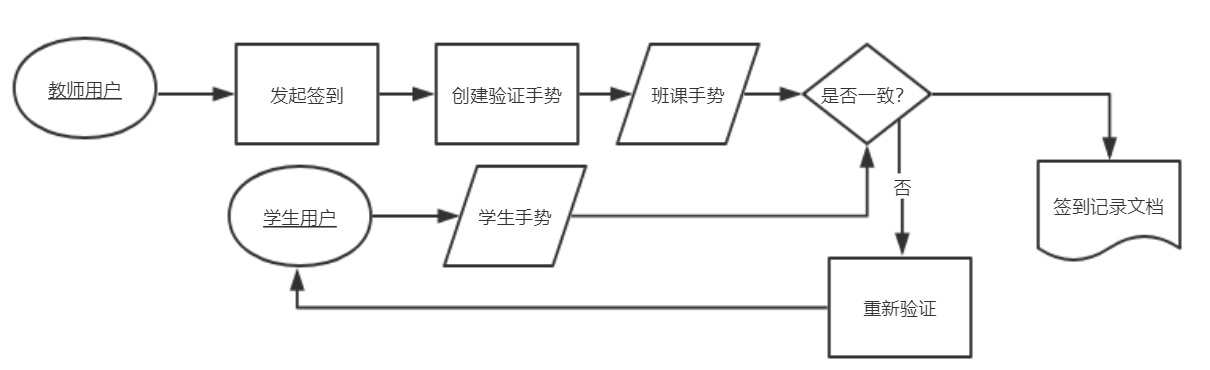 教师用户
发起签到
创建验证手势
班课手势
是否一致?
否
签到记录文档
学生用户
学生手势
重新验证